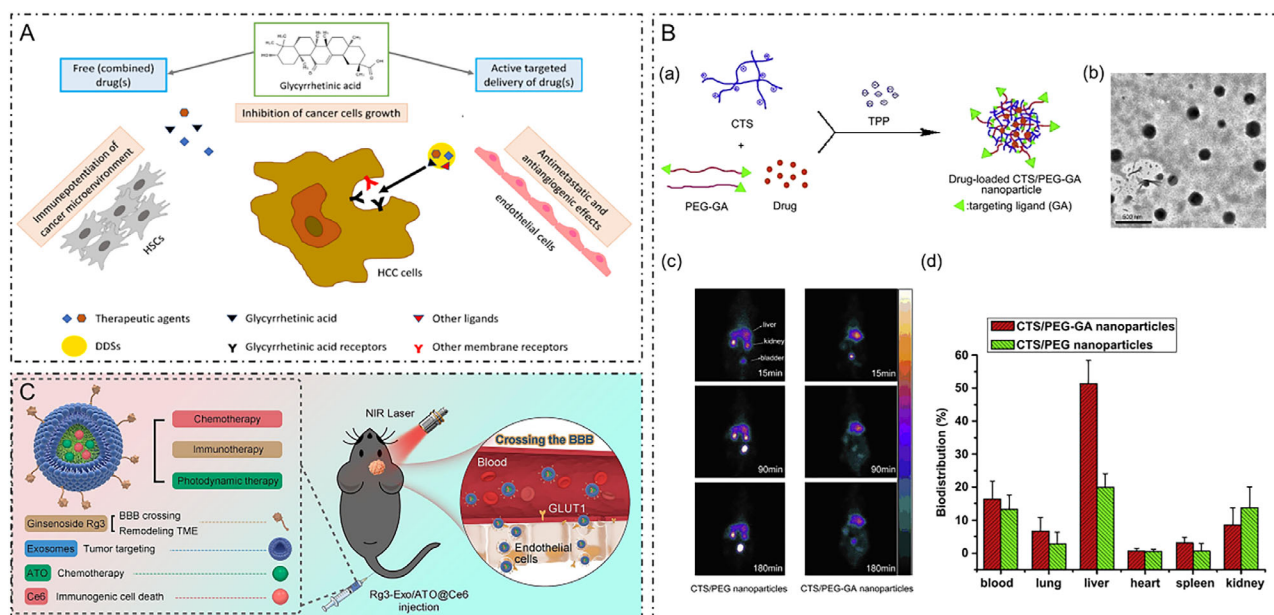 A
Free (combined)
drug(s)
Glycyrrhetinic acid
Active targeted
delivery of drug(s)
Inhibition of cancer cells growth
Immunepotentiation of
cancer microenvironment
HSCs
HCC cells
Antimetastatic and
antiangiogenic effects
endothelial cells
Therapeutic agents
Glycyrrhetinic acid
Other ligands
DDSs
Glycyrrhetinic acid receptors
Other membrane receptors
B
(a)
CTS
+
PEG-GA
Drug
TPP
Drug-loaded CTS/PEG-GA
nanoparticle
:targeting ligand (GA)
(b)
500 nm
(c)
liver
kidney
bladder
15min
15min
90min
90min
180min
180min
CTS/PEG nanoparticles
CTS/PEG-GA nanoparticles
(d)
CTS/PEG-GA nanoparticles
CTS/PEG nanoparticles
Biodistribution (%)
60
50
40
30
20
10
0
blood lung liver heart spleen kidney
C
Chemotherapy
Immunotherapy
Photodynamic therapy
Ginsenoside Rg3
BBB crossing
Remodeling TME
Exosomes Tumor targeting
ATO Chemotherapy
Ce6 Immunogenic cell death
NIR Laser
Rg3-Exo/ATO@Ce6
injection
Crossing the BBB
Blood
GLUT1
Endothelial
cells